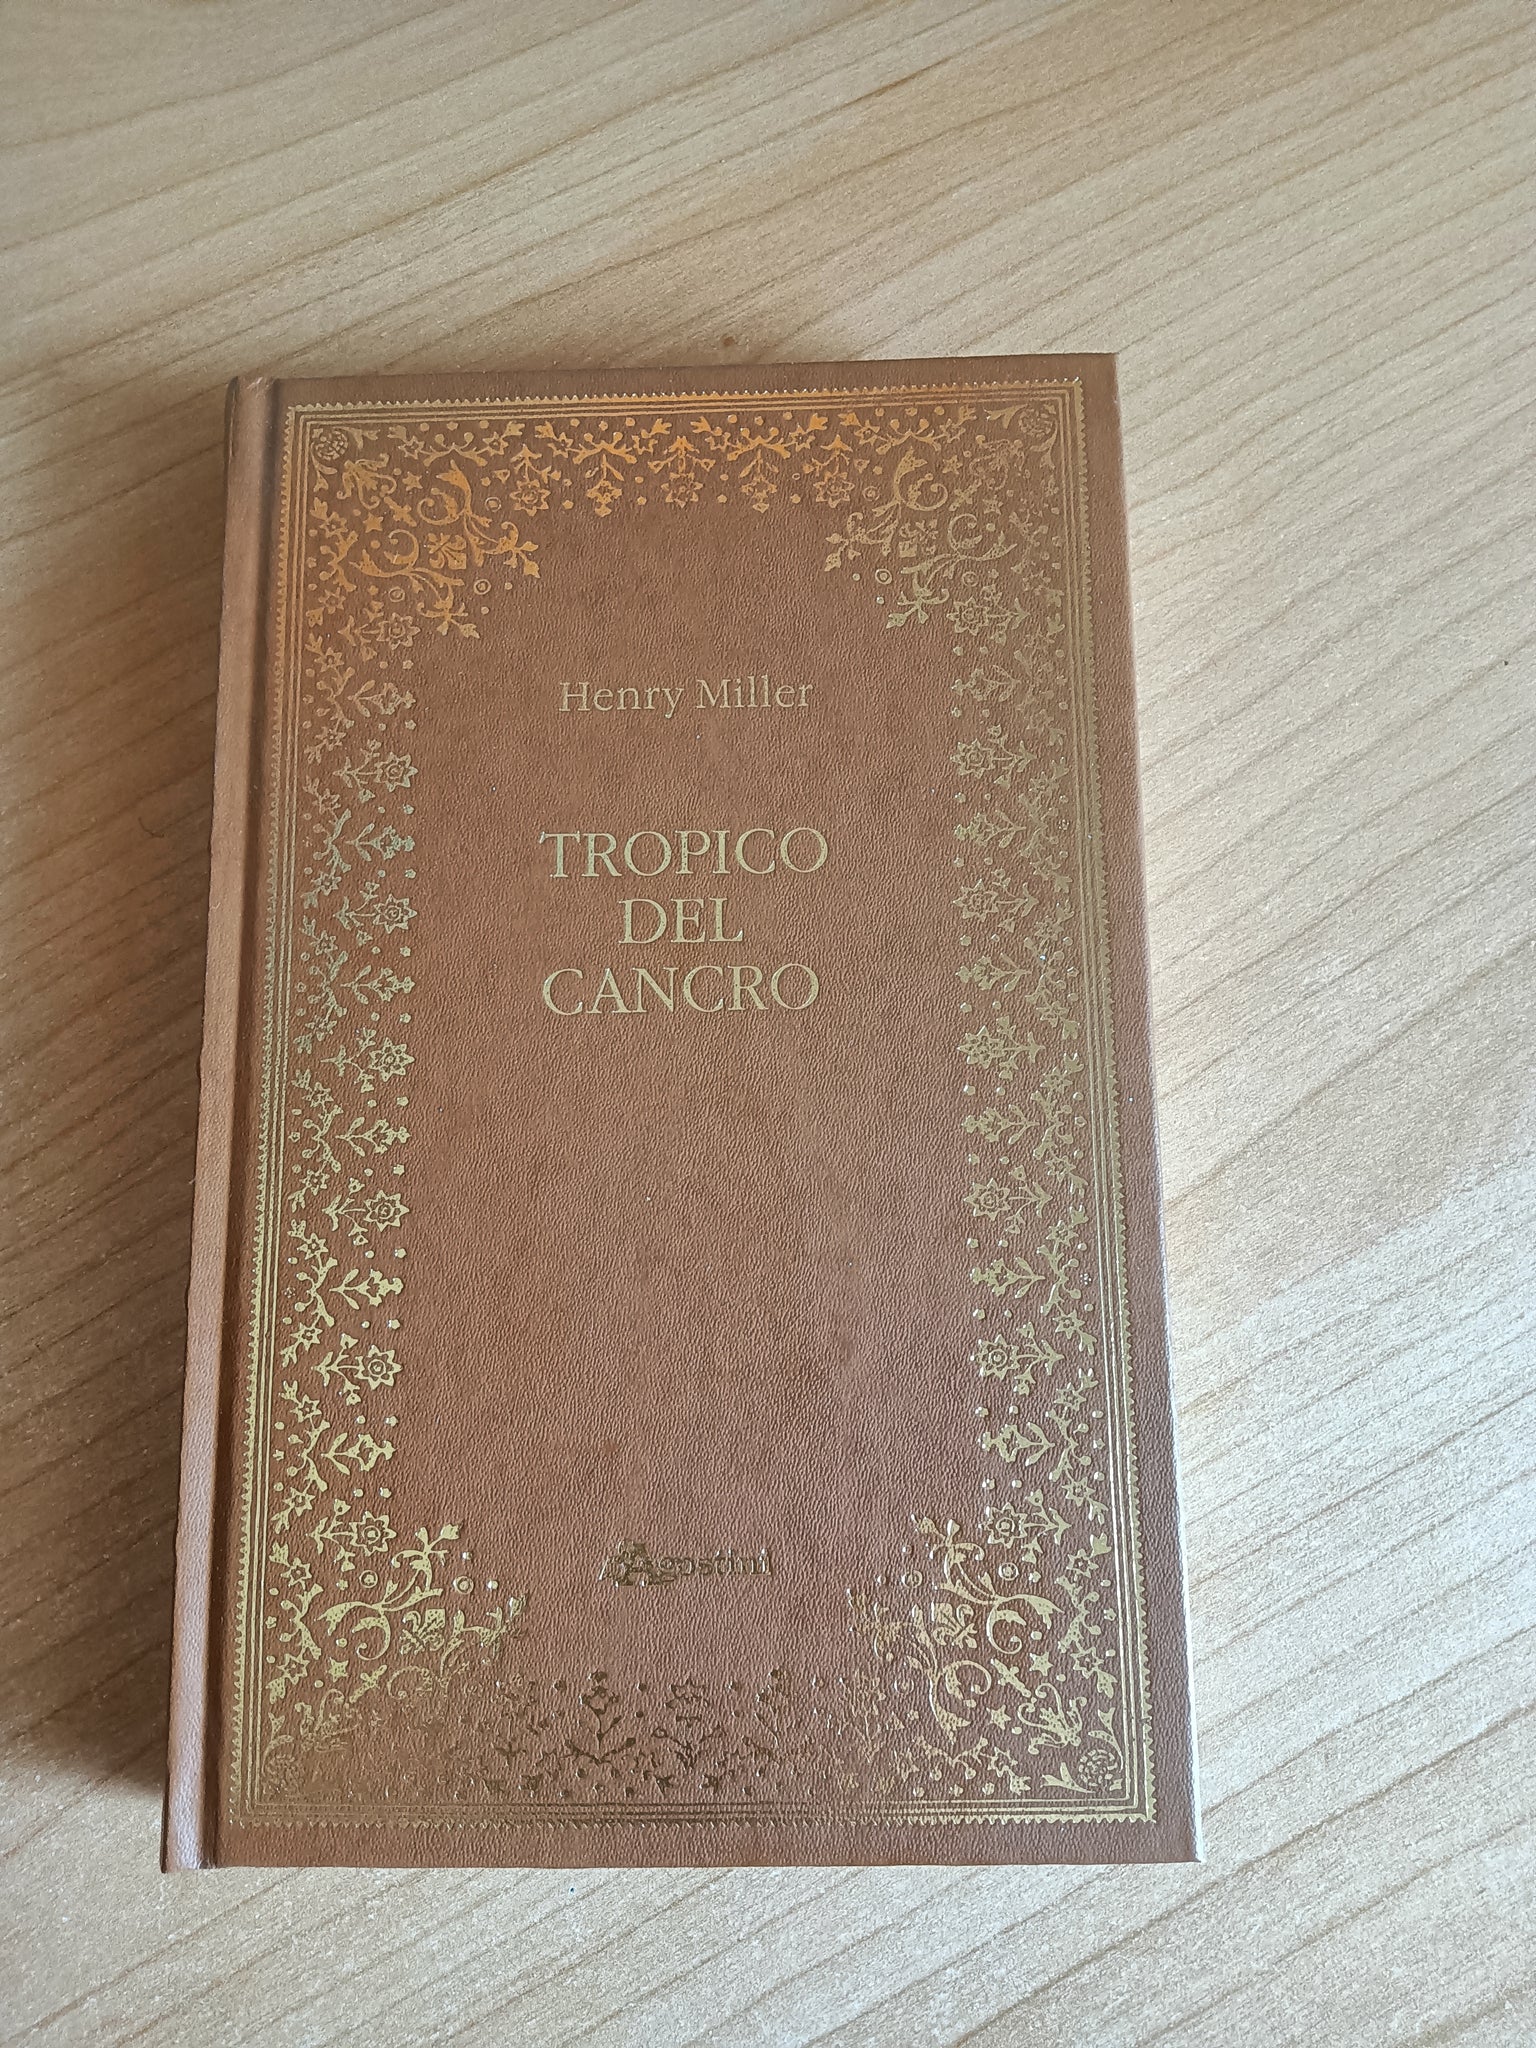 Henry Miller
TROPICO
DEL
CANCRO
Agostini